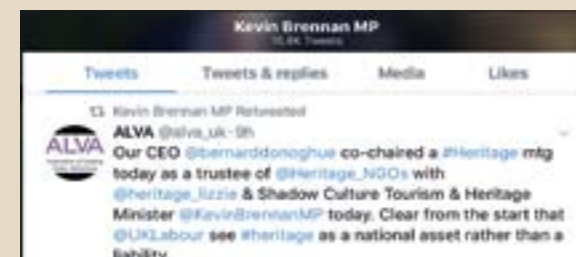 Kevin Brennan MP
Tweets
Tweets & replies
Media
Likes
Kevin Brennan MP Retweeted
ALVA @alva_uk · 9h
ALVA
Our CEO @bernarddonoghue co-chaired a #Heritage mtg
today as a trustee of @Heritage_NGOs with
@heritage_lizzie & Shadow Culture Tourism & Heritage
Minister @KevinBrennanMP today. Clear from the start that
@UKLabour see #heritage as a national asset rather than a
liability